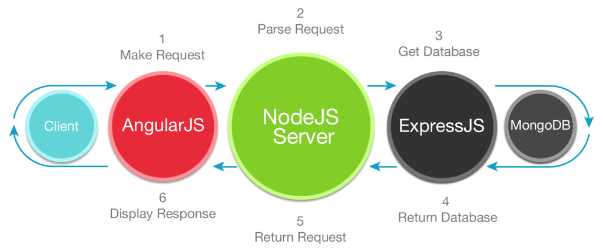 1
Make Request
2
Parse Request
3
Get Database
Client
AngularJS
NodeJS
Server
ExpressJS
MongoDB
6
Display Response
5
Return Request
4
Return Database